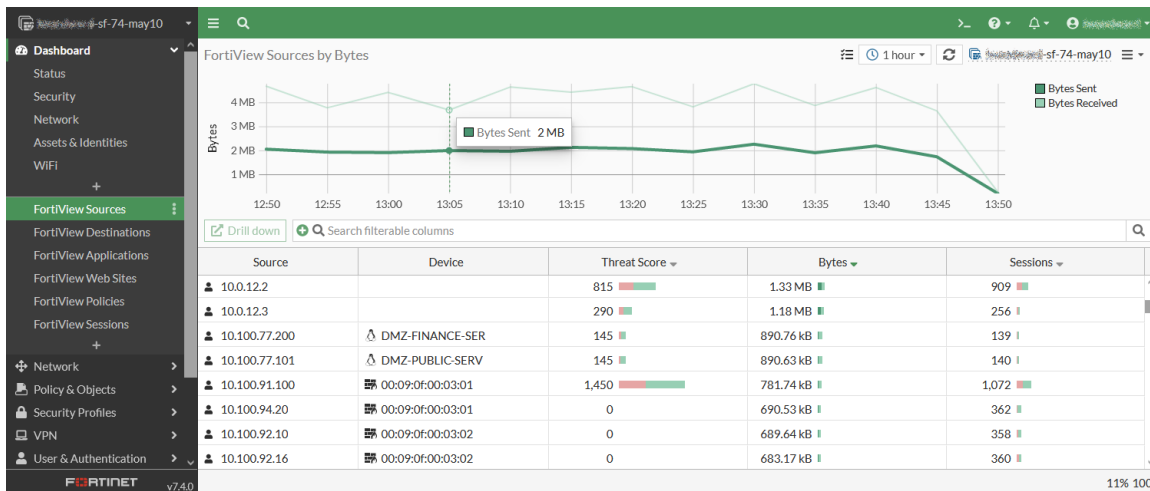 -sf-74-may10
Dashboard
Status
Security
Network
Assets & Identities
WiFi
+
FortiView Sources
FortiView Destinations
FortiView Applications
FortiView Web Sites
FortiView Policies
FortiView Sessions
+
Network
Policy & Objects
Security Profiles
VPN
User & Authentication
FORTINET v7.4.0
>_
FortiView Sources by Bytes
1 hour
-sf-74-may10
Bytes
4 MB
3 MB
2 MB
1 MB
Bytes Sent 2 MB
Bytes Sent
Bytes Received
12:50 12:55 13:00 13:05 13:10 13:15 13:20 13:25 13:30 13:35 13:40 13:45 13:50
Drill down Search filterable columns
Source Device Threat Score Bytes Sessions
10.0.12.2 815 1.33 MB 909
10.0.12.3 290 1.18 MB 256
10.100.77.200 DMZ-FINANCE-SER 145 890.76 kB 139
10.100.77.101 DMZ-PUBLIC-SERV 145 890.63 kB 140
10.100.91.100 00:09:0f:00:03:01 1,450 781.74 kB 1,072
10.100.94.20 00:09:0f:00:03:01 0 690.53 kB 362
10.100.92.10 00:09:0f:00:03:02 0 689.64 kB 358
10.100.92.16 00:09:0f:00:03:02 0 683.17 kB 360
11% 100